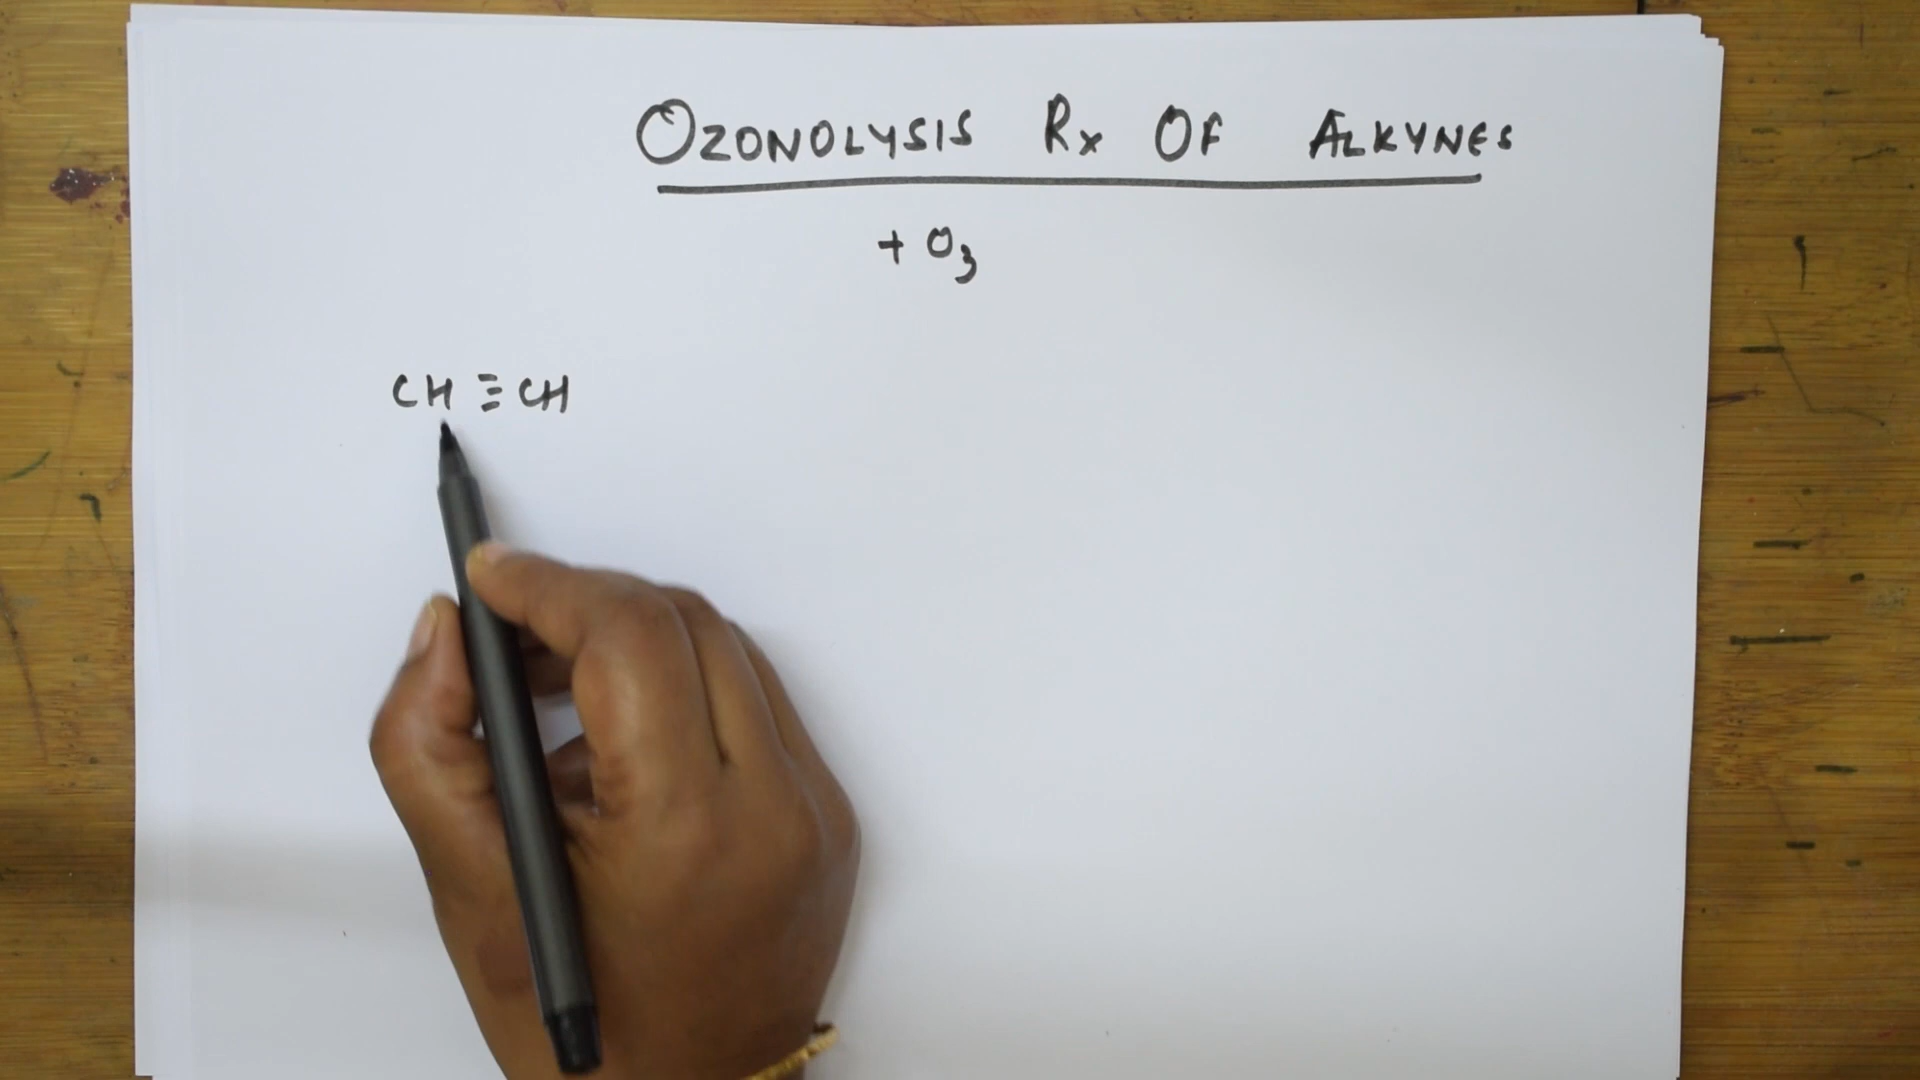 OZONOLYSIS Rx OF ALKYNES
+ O₃
CH ≡ CH